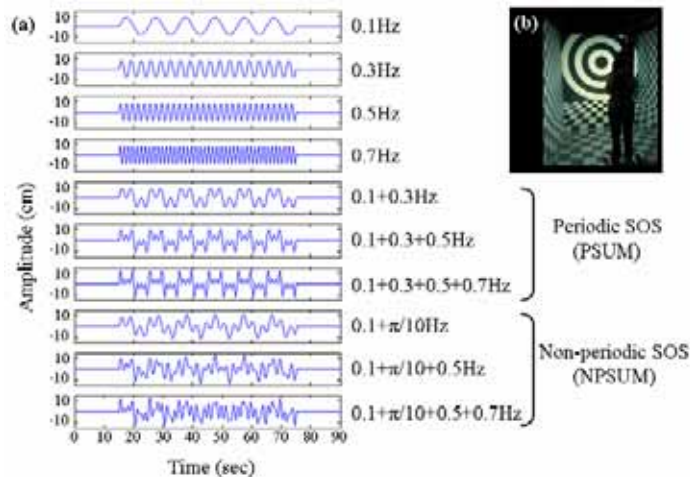 (a)
10
-10
0.1Hz
10
-10
0.3Hz
10
-10
0.5Hz
10
-10
0.7Hz
10
-10
0.1+0.3Hz
10
-10
0.1+0.3+0.5Hz
10
-10
0.1+0.3+0.5+0.7Hz
10
-10
0.1+π/10Hz
10
-10
0.1+π/10+0.5Hz
10
-10
0.1+π/10+0.5+0.7Hz
0 10 20 30 40 50 60 70 80 90
Time (sec)
Amplitude (cm)
(b)
Periodic SOS
(PSUM)
Non-periodic SOS
(NPSUM)